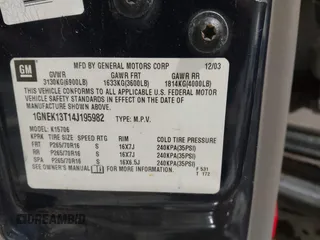 GM
MFD BY GENERAL MOTORS CORP 12/03
GVWR GAWR FRT GAWR RR
3130KG(6900LB) 1633KG(3600LB) 1814KG(4000LB)
THIS VEHICLE CONFORMS TO ALL APPLICABLE U.S. FEDERAL MOTOR
VEHICLE SAFETY AND THEFT PREVENTION STANDARDS IN EFFECT ON
THE DATE OF MANUFACTURE SHOWN ABOVE.
1GNEK13T14J195982 TYPE: M.P.V.
MODEL: K15706
TIRE SIZE SPEED RTG RIM COLD TIRE PRESSURE
FRT P265/70R16 S 16X7J 240KPA(35PSI)
RR P265/70R16 S 16X7J 240KPA(35PSI)
SPA P265/70R16 S 16X6.5J 240KPA(35PSI)
SEE OWNER'S MANUAL FOR ADDITIONAL INFORMATION
DREAMBID